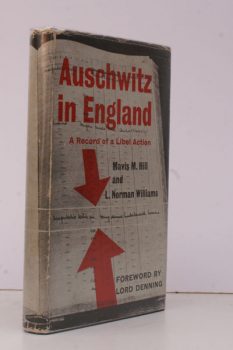 Auschwitz
in England
A Record of a Libel Action
Mavis M. Hill
and
L. Norman Williams
FOREWORD BY
LORD DENNING